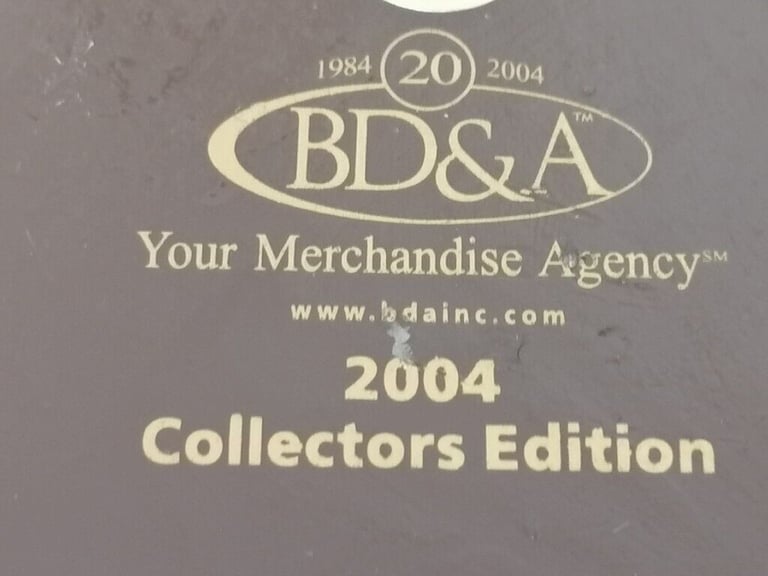 1984 20 2004
BD&A™
Your Merchandise Agency℠
www.bdainc.com
2004
Collectors Edition